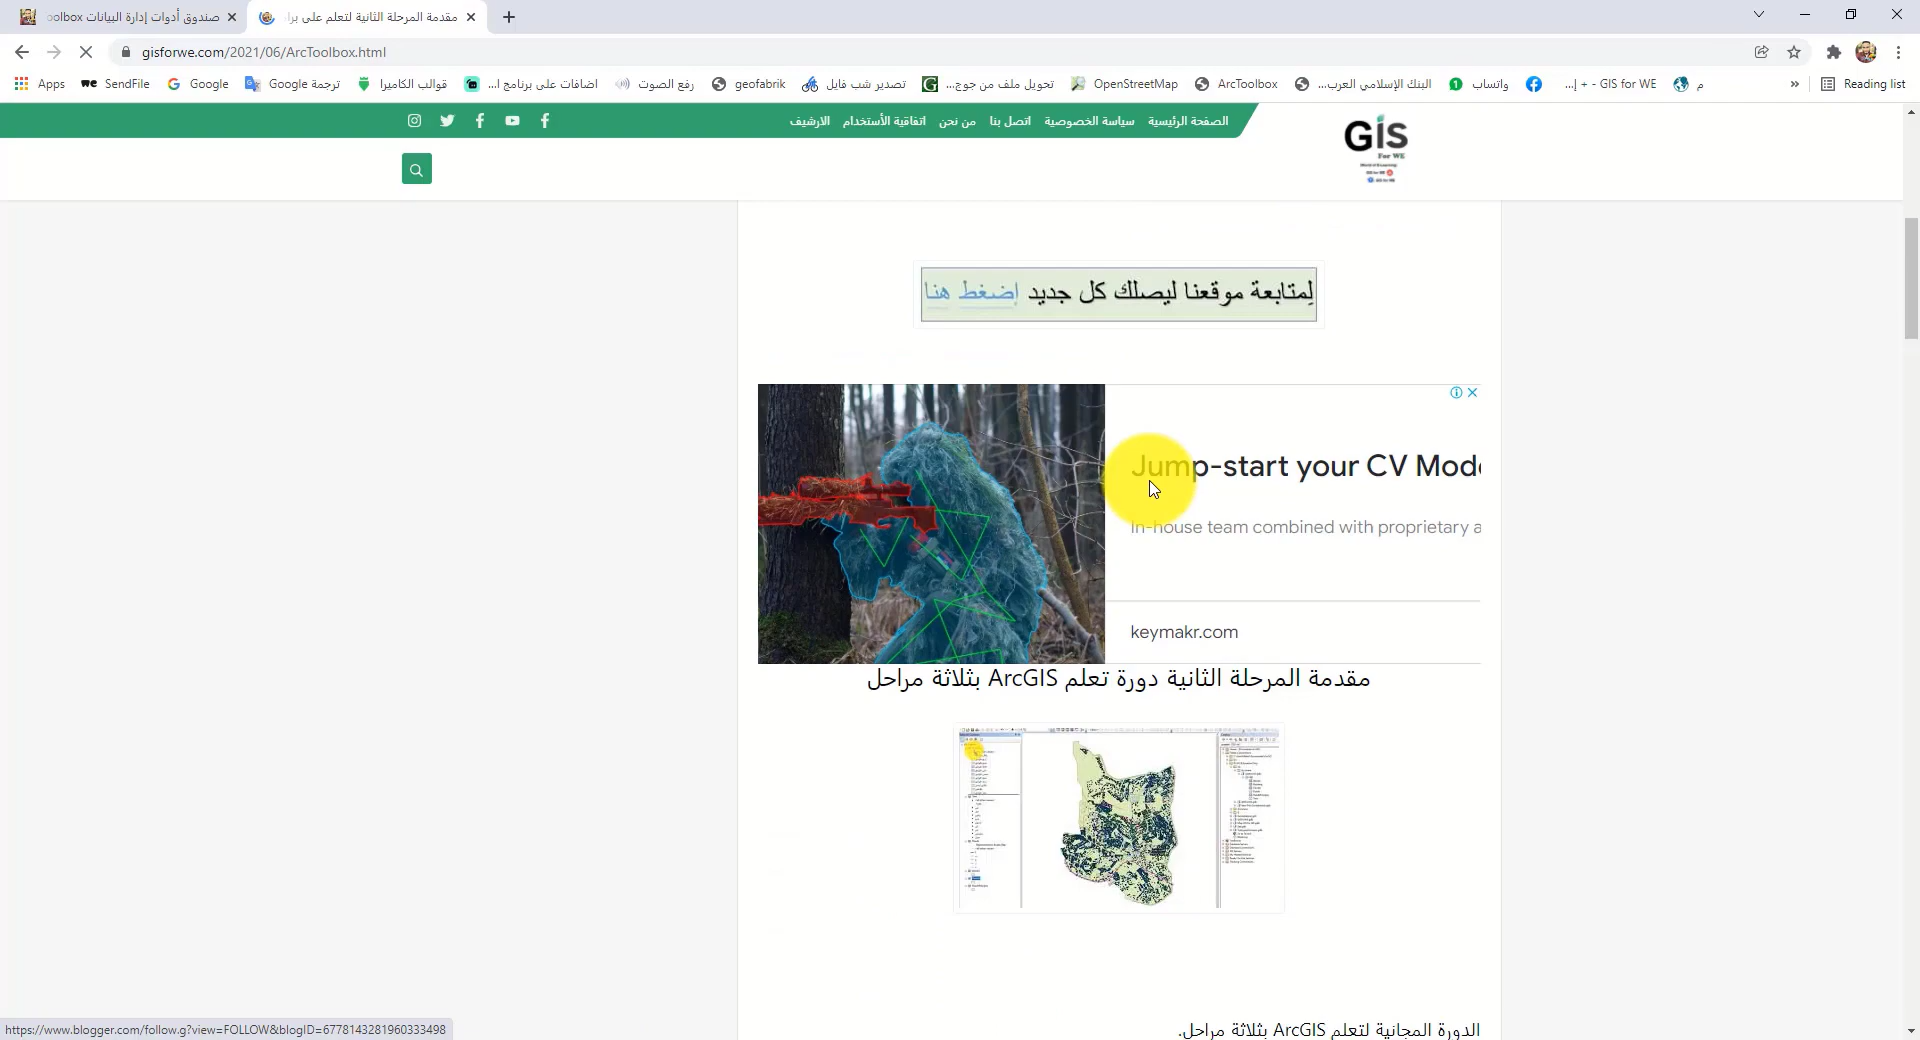 صندوق أدوات إدارة البيانات oolbox
مقدمة المرحلة الثانية لتعلم على برا
gisforwe.com/2021/06/ArcToolbox.html
Apps
SendFile
Google
ترجمة Google
قوالب الكاميرا
اضافات على برنامج ا...
رفع الصوت
geofabrik
تصدير شب فايل
تحويل ملف من جوج...
OpenStreetMap
ArcToolbox
البنك الإسلامي العرب...
واتساب
GIS for WE - + |...
م
»
Reading list
الصفحة الرئيسية
سياسة الخصوصية
اتصل بنا
من نحن
اتفاقية الأستخدام
الارشيف
GIS
For WE
لِمتابعة موقعنا ليصلك كل جديد إضغط هنا
Jump-start your CV Mod
In-house team combined with proprietary a
keymakr.com
مقدمة المرحلة الثانية دورة تعلم ArcGIS بثلاثة مراحل
الدورة المجانية لتعلم ArcGIS بثلاثة مراحل.
https://www.blogger.com/follow.g?view=FOLLOW&blogID=6778143281960333498